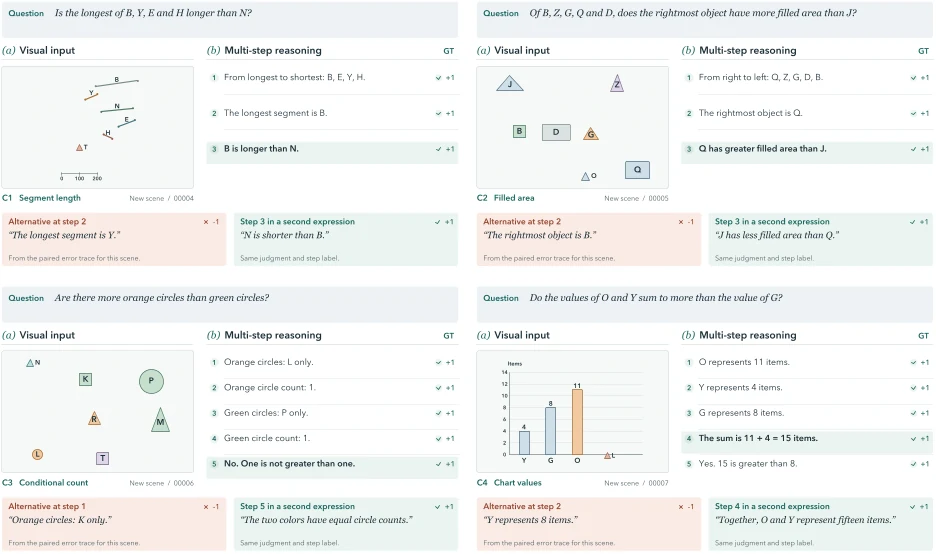 Question Is the longest of B, Y, E and H longer than N?
(a) Visual input
(b) Multi-step reasoning GT
B
Y
N
E
H
T
0 100 200
1 From longest to shortest: B, E, Y, H. ✓ +1
2 The longest segment is B. ✓ +1
3 B is longer than N. ✓ +1
C1 Segment length New scene / 00004
Alternative at step 2 × -1
“The longest segment is Y.”
From the paired error trace for this scene.
Step 3 in a second expression ✓ +1
“N is shorter than B.”
Same judgment and step label.
Question Of B, Z, G, Q and D, does the rightmost object have more filled area than J?
(a) Visual input
(b) Multi-step reasoning GT
J
Z
B
D
G
O
Q
1 From right to left: Q, Z, G, D, B. ✓ +1
2 The rightmost object is Q. ✓ +1
3 Q has greater filled area than J. ✓ +1
C2 Filled area New scene / 00005
Alternative at step 2 × -1
“The rightmost object is B.”
From the paired error trace for this scene.
Step 3 in a second expression ✓ +1
“J has less filled area than Q.”
Same judgment and step label.
Question Are there more orange circles than green circles?
(a) Visual input
(b) Multi-step reasoning GT
N
K
P
R
M
L
T
1 Orange circles: L only. ✓ +1
2 Orange circle count: 1. ✓ +1
3 Green circles: P only. ✓ +1
4 Green circle count: 1. ✓ +1
5 No. One is not greater than one. ✓ +1
C3 Conditional count New scene / 00006
Alternative at step 1 × -1
“Orange circles: K only.”
From the paired error trace for this scene.
Step 5 in a second expression ✓ +1
“The two colors have equal circle counts.”
Same judgment and step label.
Question Do the values of O and Y sum to more than the value of G?
(a) Visual input
(b) Multi-step reasoning GT
Items
14
12
10
8
6
4
2
0
4
8
11
Y G O
L
1 O represents 11 items. ✓ +1
2 Y represents 4 items. ✓ +1
3 G represents 8 items. ✓ +1
4 The sum is 11 + 4 = 15 items. ✓ +1
5 Yes. 15 is greater than 8. ✓ +1
C4 Chart values New scene / 00007
Alternative at step 2 × -1
“Y represents 8 items.”
From the paired error trace for this scene.
Step 4 in a second expression ✓ +1
“Together, O and Y represent fifteen items.”
Same judgment and step label.